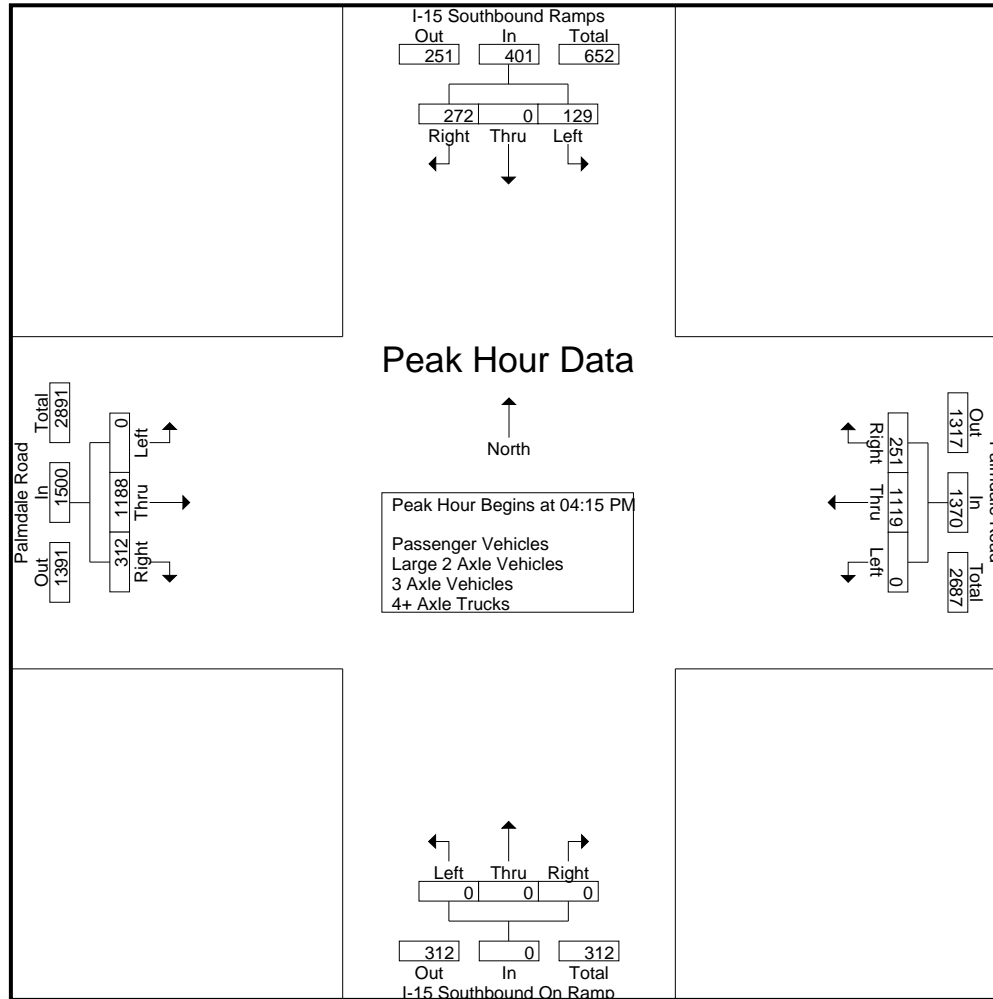 I-15 Southbound Ramps
Out In Total
251 401 652
272 0 129
Right Thru Left
Peak Hour Data
North
Peak Hour Begins at 04:15 PM
Passenger Vehicles
Large 2 Axle Vehicles
3 Axle Vehicles
4+ Axle Trucks
Palmdale Road
Out In Total
1391 1500 2891
312 1188 0
Right Thru Left
Out In Total
1317 1370 2687
251 1119 0
Right Thru Left
Left Thru Right
0 0 0
312 0 312
Out In Total
I-15 Southbound On Ramp